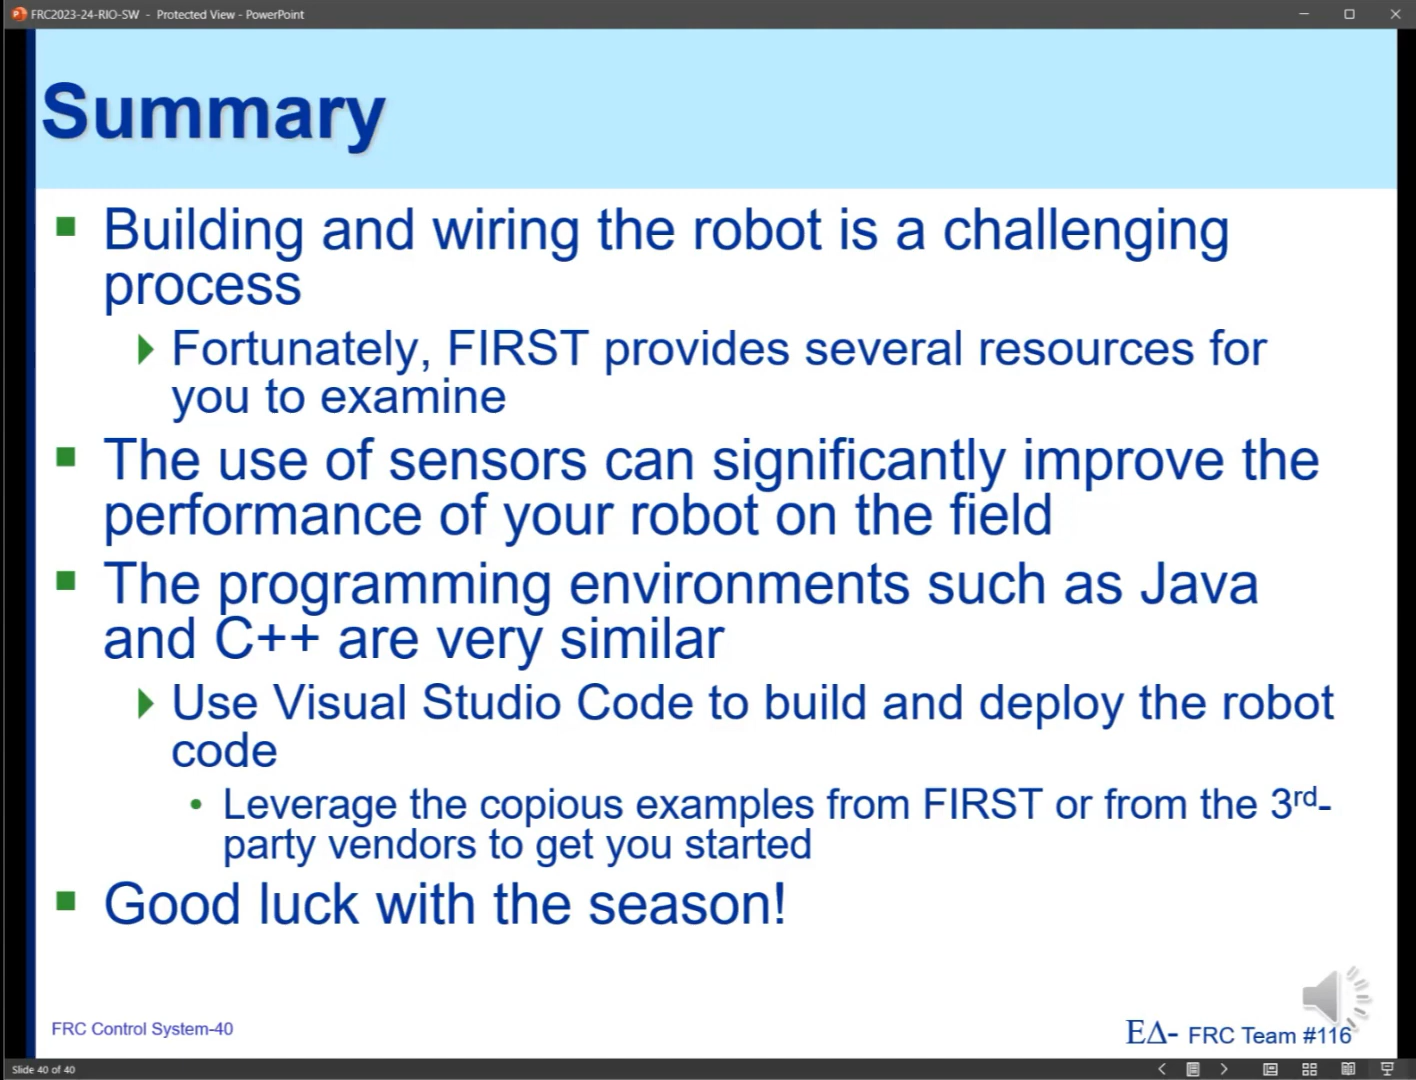 FRC2023-24-RIO-SW - Protected View - PowerPoint
Summary
Building and wiring the robot is a challenging
process
Fortunately, FIRST provides several resources for
you to examine
The use of sensors can significantly improve the
performance of your robot on the field
The programming environments such as Java
and C++ are very similar
Use Visual Studio Code to build and deploy the robot
code
Leverage the copious examples from FIRST or from the 3rd-
party vendors to get you started
Good luck with the season!
FRC Control System-40
ΕΔ- FRC Team #116
Slide 40 of 40